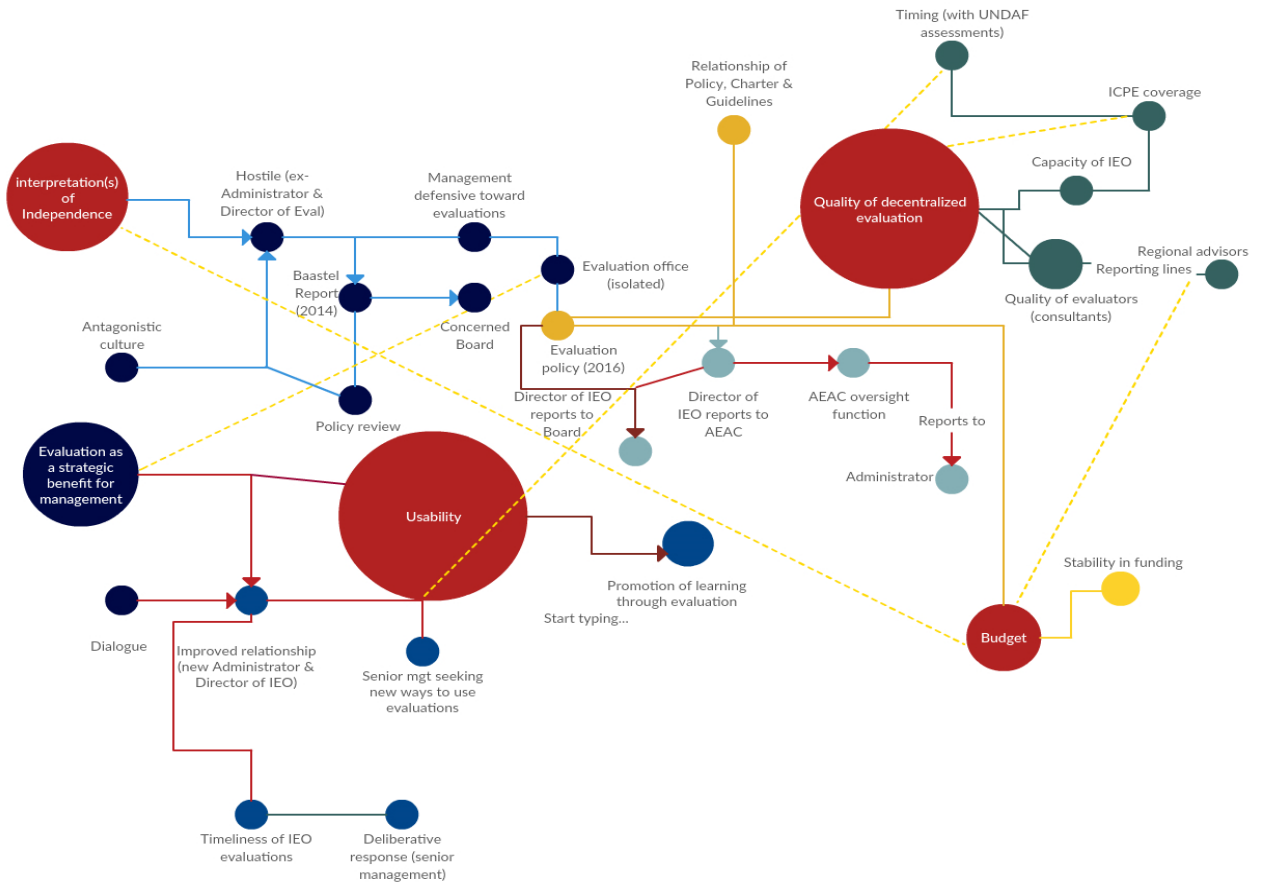 Timing (with UNDAF
assessments)
Relationship of
Policy, Charter &
Guidelines
ICPE coverage
interpretation(s)
of
Independence
Hostile (ex-
Administrator &
Director of Eval)
Management
defensive toward
evaluations
Capacity of IEO
Quality of decentralized
evaluation
Regional advisors
Reporting lines
Evaluation office
(isolated)
Baastel
Report
(2014)
Quality of evaluators
(consultants)
Antagonistic
culture
Concerned
Board
Evaluation
policy (2016)
Director of IEO
reports to
Board
Director of
IEO reports to
AEAC
AEAC oversight
function
Policy review
Reports to
Evaluation as
a strategic
benefit for
management
Administrator
Usability
Stability in funding
Promotion of learning
through evaluation
Start typing...
Budget
Dialogue
Improved relationship
(new Administrator &
Director of IEO)
Senior mgt seeking
new ways to use
evaluations
Timeliness of IEO
evaluations
Deliberative
response (senior
management)